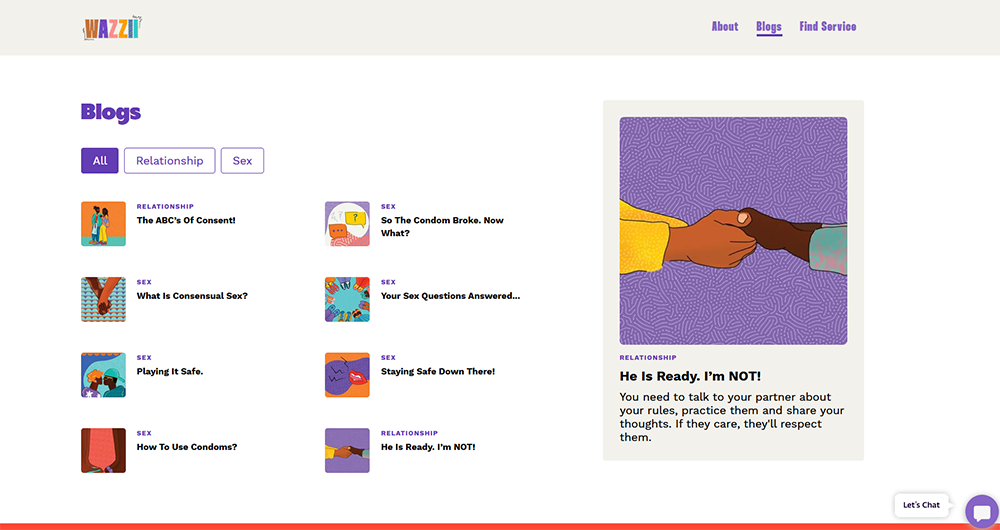 WAZZII
About Blogs Find Service
Blogs
All Relationship Sex
RELATIONSHIP
The ABC's Of Consent!
SEX
So The Condom Broke. Now
What?
SEX
What Is Consensual Sex?
SEX
Your Sex Questions Answered...
SEX
Playing It Safe.
SEX
Staying Safe Down There!
SEX
How To Use Condoms?
RELATIONSHIP
He Is Ready. I'm NOT!
RELATIONSHIP
He Is Ready. I'm NOT!
You need to talk to your partner about
your rules, practice them and share your
thoughts. If they care, they'll respect
them.
Let's Chat